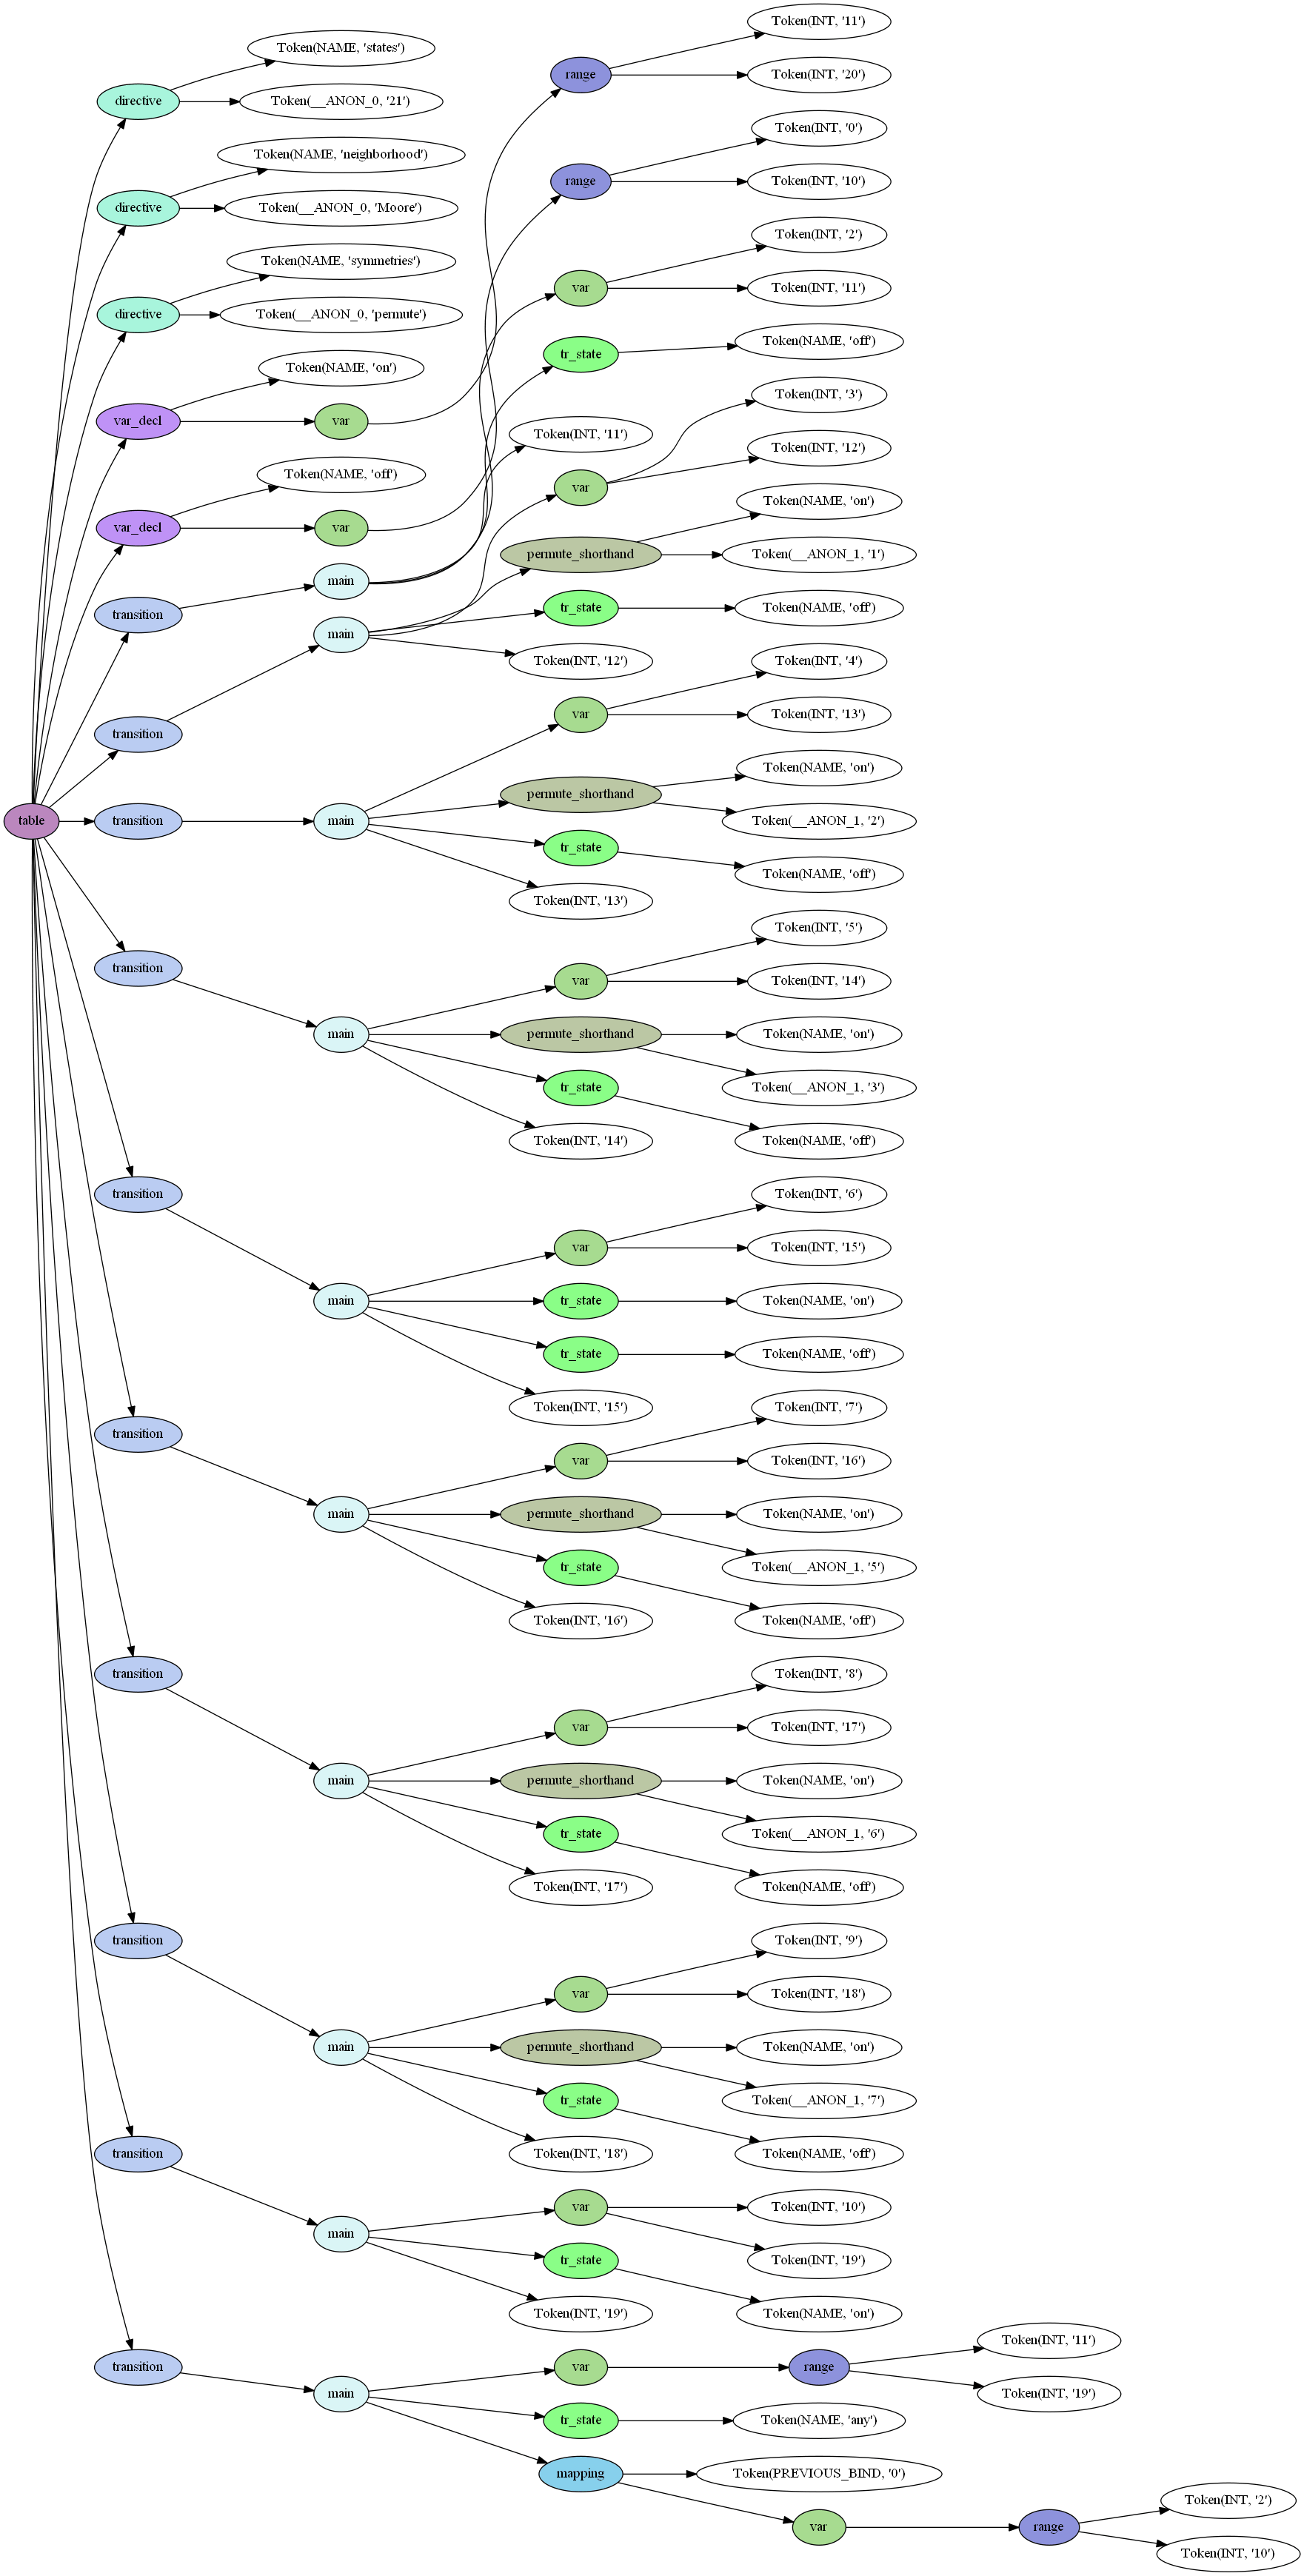 table
directive
Token(NAME, 'states')
Token(__ANON_0, '21')
directive
Token(NAME, 'neighborhood')
Token(__ANON_0, 'Moore')
directive
Token(NAME, 'symmetries')
Token(__ANON_0, 'permute')
var_decl
Token(NAME, 'on')
var
range
Token(INT, '11')
Token(INT, '20')
var_decl
Token(NAME, 'off')
var
range
Token(INT, '0')
Token(INT, '10')
transition
main
var
Token(INT, '2')
Token(INT, '11')
tr_state
Token(NAME, 'off')
Token(INT, '11')
transition
main
var
Token(INT, '3')
Token(INT, '12')
permute_shorthand
Token(NAME, 'on')
Token(__ANON_1, '1')
tr_state
Token(NAME, 'off')
Token(INT, '12')
transition
main
var
Token(INT, '4')
Token(INT, '13')
permute_shorthand
Token(NAME, 'on')
Token(__ANON_1, '2')
tr_state
Token(NAME, 'off')
Token(INT, '13')
transition
main
var
Token(INT, '5')
Token(INT, '14')
permute_shorthand
Token(NAME, 'on')
Token(__ANON_1, '3')
tr_state
Token(NAME, 'off')
Token(INT, '14')
transition
main
var
Token(INT, '6')
Token(INT, '15')
tr_state
Token(NAME, 'on')
tr_state
Token(NAME, 'off')
Token(INT, '15')
transition
main
var
Token(INT, '7')
Token(INT, '16')
permute_shorthand
Token(NAME, 'on')
Token(__ANON_1, '5')
tr_state
Token(NAME, 'off')
Token(INT, '16')
transition
main
var
Token(INT, '8')
Token(INT, '17')
permute_shorthand
Token(NAME, 'on')
Token(__ANON_1, '6')
tr_state
Token(NAME, 'off')
Token(INT, '17')
transition
main
var
Token(INT, '9')
Token(INT, '18')
permute_shorthand
Token(NAME, 'on')
Token(__ANON_1, '7')
tr_state
Token(NAME, 'off')
Token(INT, '18')
transition
main
var
Token(INT, '10')
Token(INT, '19')
tr_state
Token(NAME, 'on')
Token(INT, '19')
transition
main
var
range
Token(INT, '11')
Token(INT, '19')
tr_state
Token(NAME, 'any')
mapping
Token(PREVIOUS_BIND, '0')
var
range
Token(INT, '2')
Token(INT, '10')